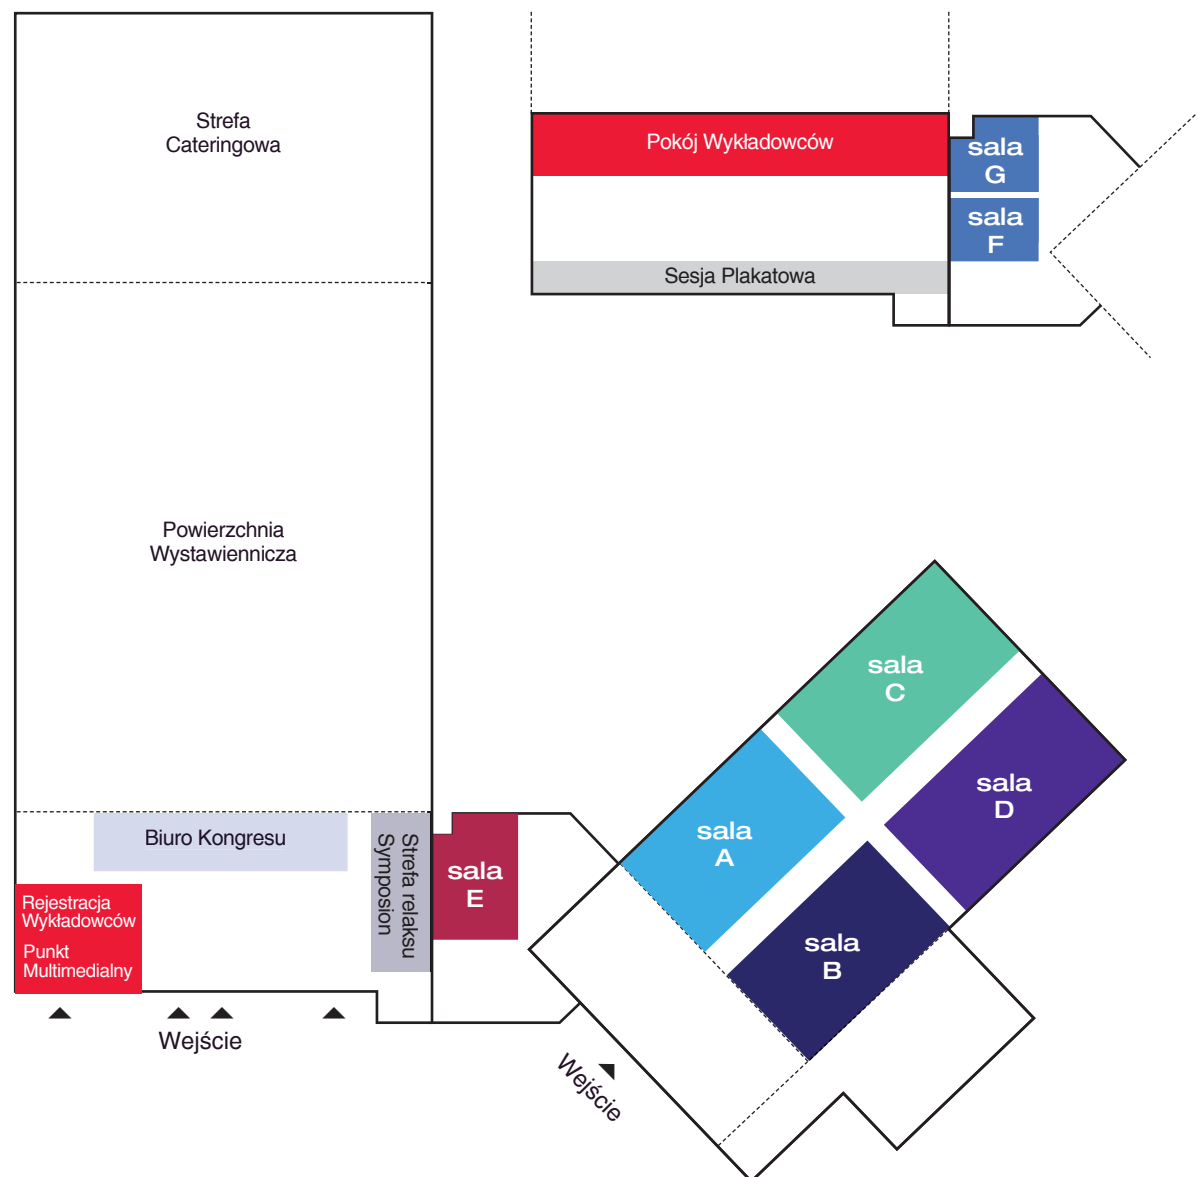 Strefa
Cateringowa
Pokój Wykładowców
sala
G
sala
F
Sesja Plakatowa
Powierzchnia
Wystawiennicza
sala
C
sala
D
sala
A
sala
B
Biuro Kongresu
Strefa relaksu
Symposion
sala
E
Rejestracja
Wykładowców
Punkt
Multimedialny
Wejście
Wejście